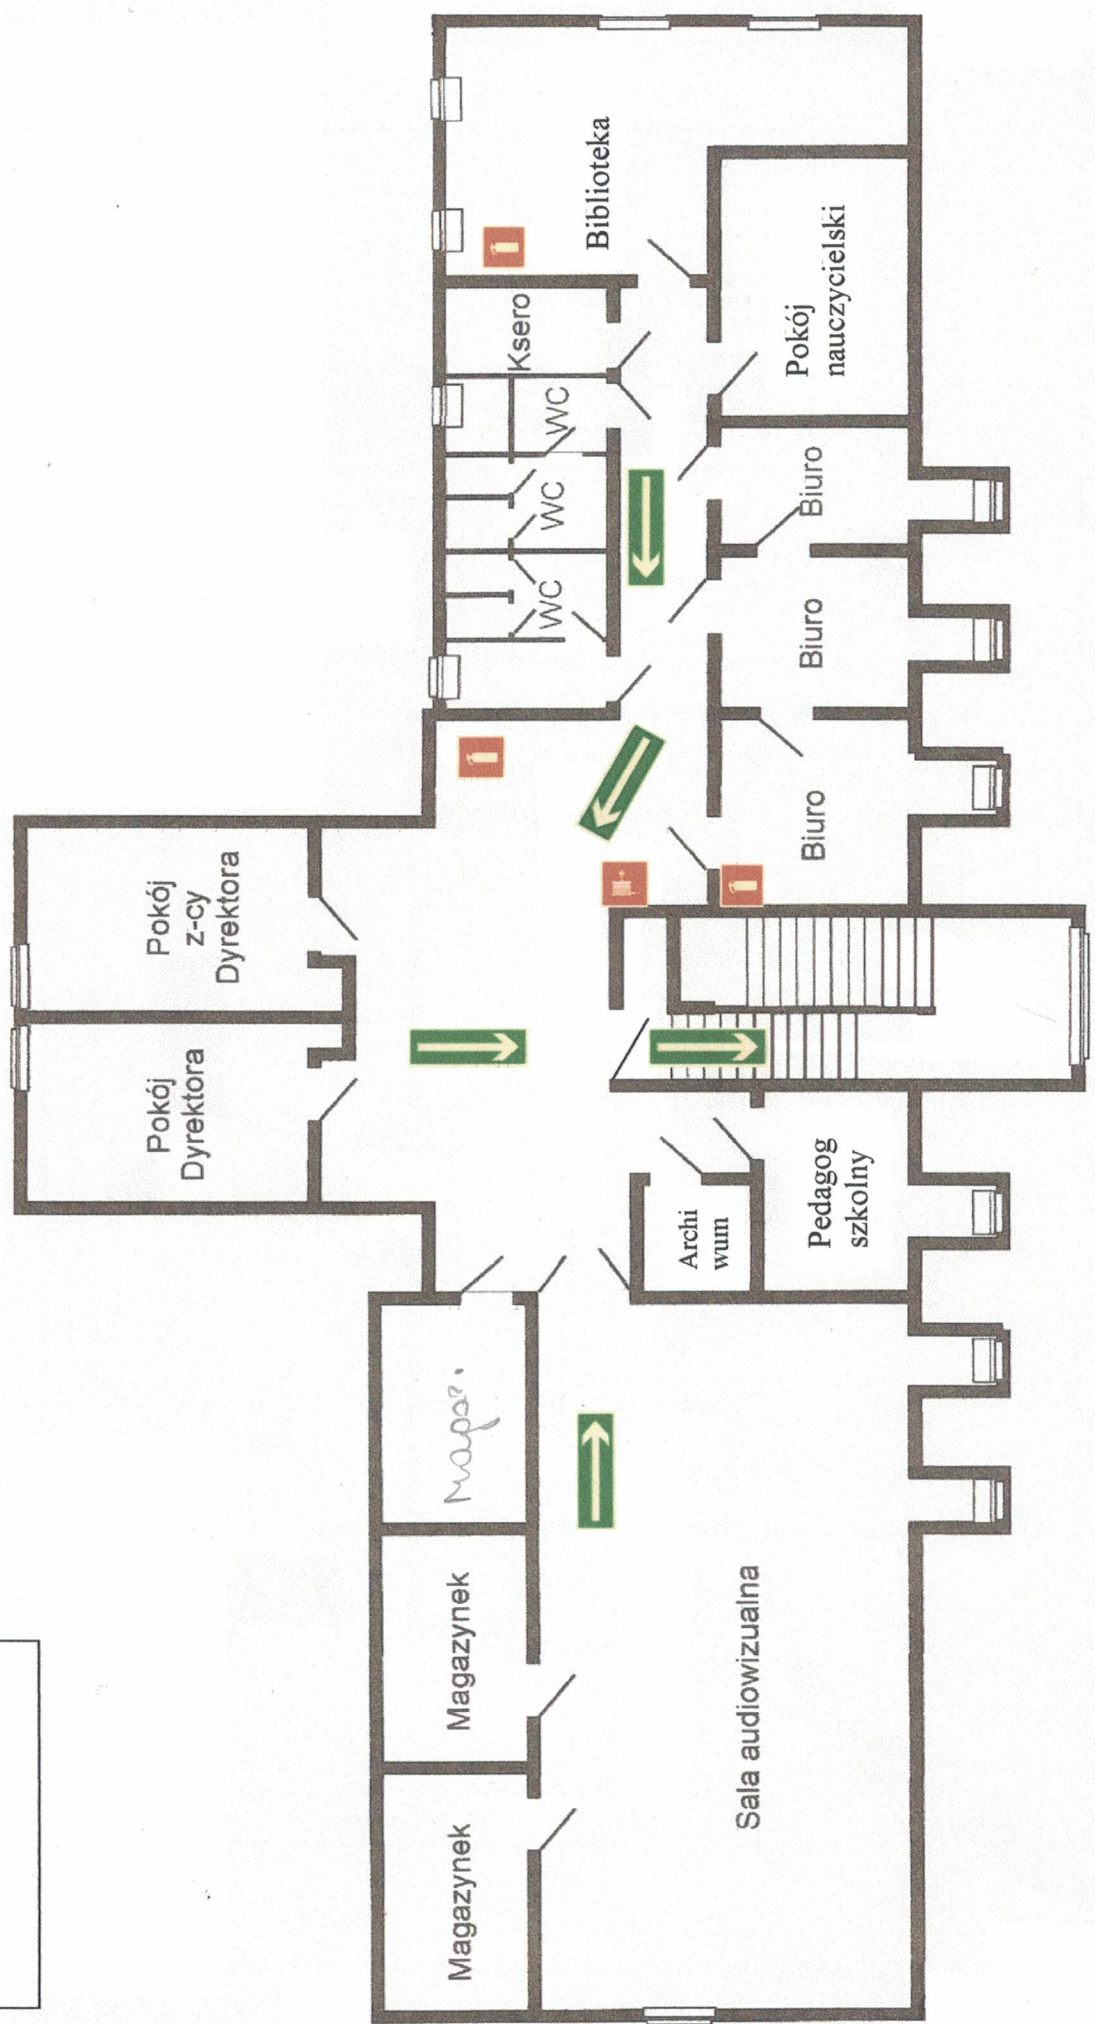 Pokój
Dyrektora
Pokój
z-cy
Dyrektora
Magazynek
Magazynek
WC
WC
WC
Ksero
Biblioteka
Sala audiowizualna
Archi
wum
Pedagog
szkolny
Biuro
Biuro
Biuro
Pokój
nauczycielski